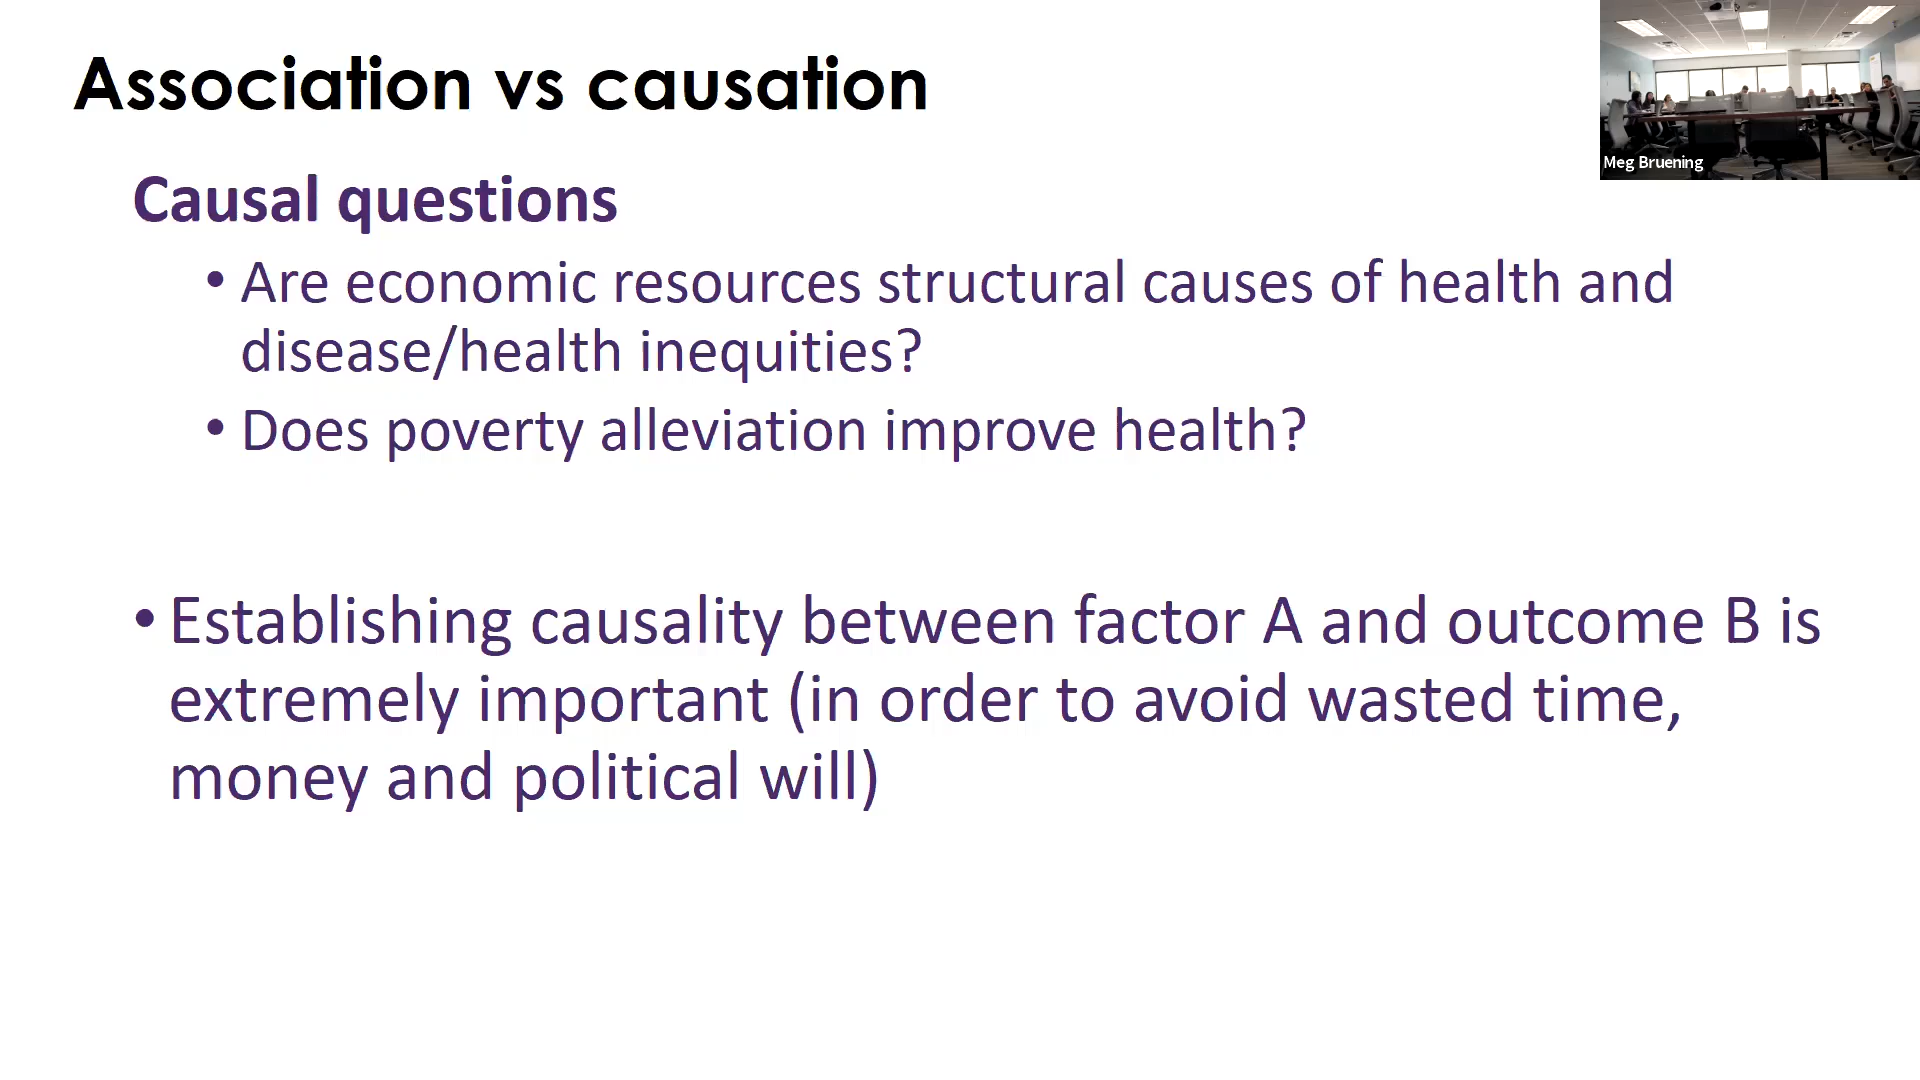 Association vs causation
Meg Bruening
Causal questions
• Are economic resources structural causes of health and
disease/health inequities?
• Does poverty alleviation improve health?
• Establishing causality between factor A and outcome B is
extremely important (in order to avoid wasted time,
money and political will)